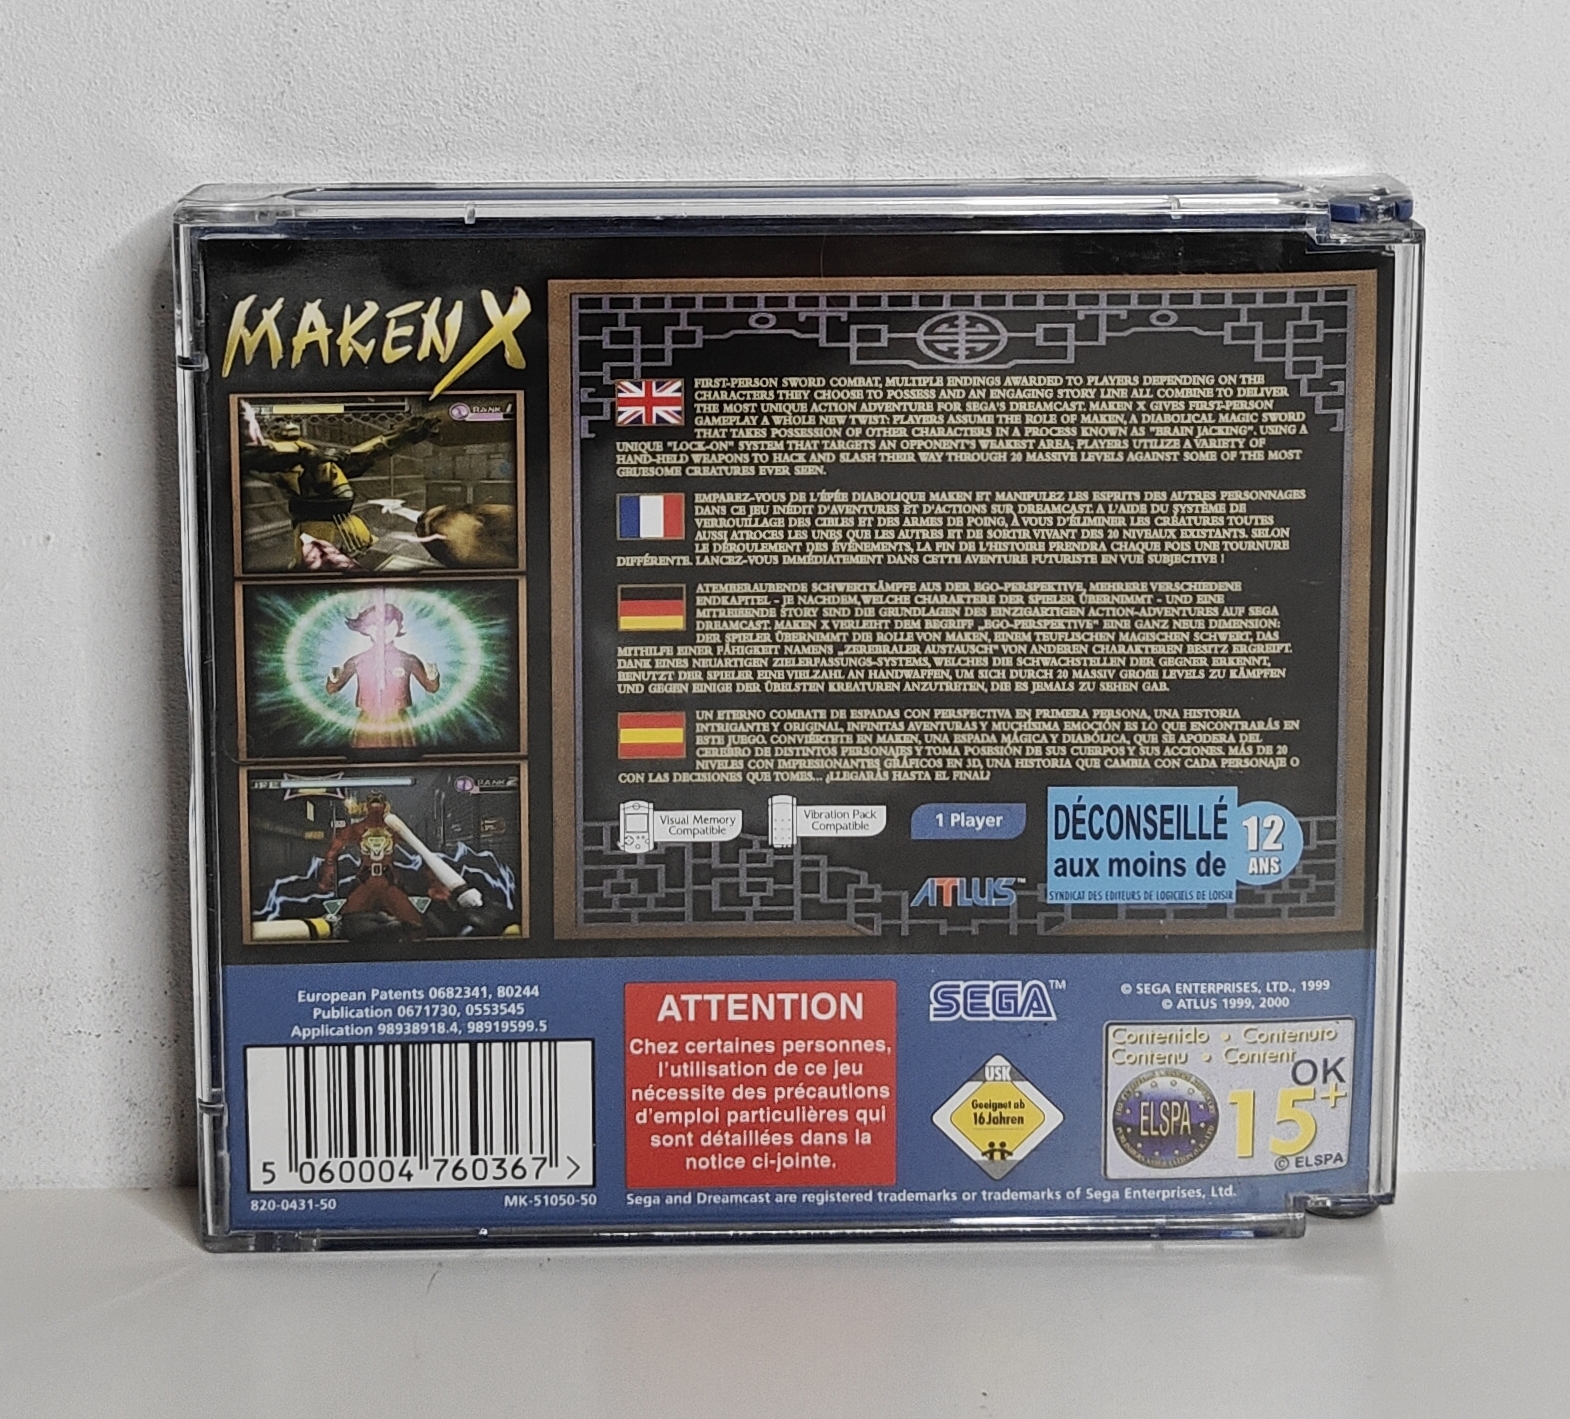 MAKEN X
RANK 1
RANK 2
FIRST-PERSON SWORD COMBAT, MULTIPLE ENDINGS AWARDED TO PLAYERS DEPENDING ON THE
CHARACTERS THEY CHOOSE TO POSSESS AND AN ENGAGING STORY LINE ALL COMBINE TO DELIVER
THE MOST UNIQUE ACTION ADVENTURE FOR SEGA'S DREAMCAST. MAKEN X GIVES FIRST-PERSON
GAMEPLAY A WHOLE NEW TWIST: PLAYERS ASSUME THE ROLE OF MAKEN, A DIABOLICAL MAGIC SWORD
THAT TAKES POSSESSION OF OTHER CHARACTERS IN A PROCESS KNOWN AS "BRAIN JACKING". USING A
UNIQUE "LOCK-ON" SYSTEM THAT TARGETS AN OPPONENT'S WEAKEST AREA, PLAYERS UTILIZE A VARIETY OF
HAND-HELD WEAPONS TO HACK AND SLASH THEIR WAY THROUGH 20 MASSIVE LEVELS AGAINST SOME OF THE MOST
GRUESOME CREATURES EVER SEEN.
EMPAREZ-VOUS DE L'ÉPÉE DIABOLIQUE MAKEN ET MANIPULEZ LES ESPRITS DES AUTRES PERSONNAGES
DANS CE JEU INÉDIT D'AVENTURES ET D'ACTIONS SUR DREAMCAST. A L'AIDE DU SYSTÈME DE
VERROUILLAGE DES CIBLES ET DES ARMES DE POING, À VOUS D'ÉLIMINER LES CRÉATURES TOUTES
AUSSI ATROCES LES UNES QUE LES AUTRES ET DE SORTIR VIVANT DES 20 NIVEAUX EXISTANTS. SELON
LE DÉROULEMENT DES ÉVÉNEMENTS, LA FIN DE L'HISTOIRE PRENDRA CHAQUE FOIS UNE TOURNURE
DIFFÉRENTE. LANCEZ-VOUS IMMÉDIATEMENT DANS CETTE AVENTURE FUTURISTE EN VUE SUBJECTIVE !
ATEMBERAUBENDE SCHWERTKÄMPFE AUS DER EGO-PERSPEKTIVE, MEHRERE VERSCHIEDENE
ENDKAPITEL - JE NACHDEM, WELCHE CHARAKTERE DER SPIELER ÜBERNIMMT - UND EINE
MITREIßENDE STORY SIND DIE GRUNDLAGEN DES EINZIGARTIGEN ACTION-ADVENTURES AUF SEGA
DREAMCAST. MAKEN X VERLEIHT DEM BEGRIFF „EGO-PERSPEKTIVE" EINE GANZ NEUE DIMENSION:
DER SPIELER ÜBERNIMMT DIE ROLLE VON MAKEN, EINEM TEUFLISCHEN MAGISCHEN SCHWERT, DAS
MITHILFE EINER FÄHIGKEIT NAMENS „ZEREBRALER AUSTAUSCH" VON ANDEREN CHARAKTEREN BESITZ ERGREIFT.
DANK EINES NEUARTIGEN ZIELERFASSUNGS-SYSTEMS, WELCHES DIE SCHWACHSTELLEN DER GEGNER ERKENNT,
BENUTZT DER SPIELER EINE VIELZAHL AN HANDWAFFEN, UM SICH DURCH 20 MASSIV GROßE LEVELS ZU KÄMPFEN
UND GEGEN EINIGE DER ÜBELSTEN KREATUREN ANZUTRETEN, DIE ES JEMALS ZU SEHEN GAB.
UN ETERNO COMBATE DE ESPADAS CON PERSPECTIVA EN PRIMERA PERSONA, UNA HISTORIA
INTRIGANTE Y ORIGINAL, INFINITAS AVENTURAS Y MUCHÍSIMA EMOCIÓN ES LO QUE ENCONTRARÁS EN
ESTE JUEGO. CONVIÉRTETE EN MAKEN, UNA ESPADA MÁGICA Y DIABÓLICA, QUE SE APODERA DEL
CEREBRO DE DISTINTOS PERSONAJES Y TOMA POSESIÓN DE SUS CUERPOS Y SUS ACCIONES. MÁS DE 20
NIVELES CON IMPRESIONANTES GRÁFICOS EN 3D, UNA HISTORIA QUE CAMBIA CON CADA PERSONAJE O
CON LAS DECISIONES QUE TOMES... ¿LLEGARÁS HASTA EL FINAL?
Visual Memory
Compatible
Vibration Pack
Compatible
1 Player
DÉCONSEILLÉ
aux moins de
12
ANS
SYNDICAT DES EDITEURS DE LOGICIELS DE LOISIR
ATLUS™
European Patents 0682341, 80244
Publication 0671730, 0553545
Application 98938918.4, 98919599.5
5 060004 760367 >
820-0431-50
MK-51050-50
ATTENTION
Chez certaines personnes,
l'utilisation de ce jeu
nécessite des précautions
d'emploi particulières qui
sont détaillées dans la
notice ci-jointe.
SEGA™
© SEGA ENTERPRISES, LTD., 1999
© ATLUS 1999, 2000
USK
Geeignet ab
16 Jahren
Contenido • Contenuto
Contenu • Content
OK
ELSPA
15+
© ELSPA
Sega and Dreamcast are registered trademarks or trademarks of Sega Enterprises, Ltd.